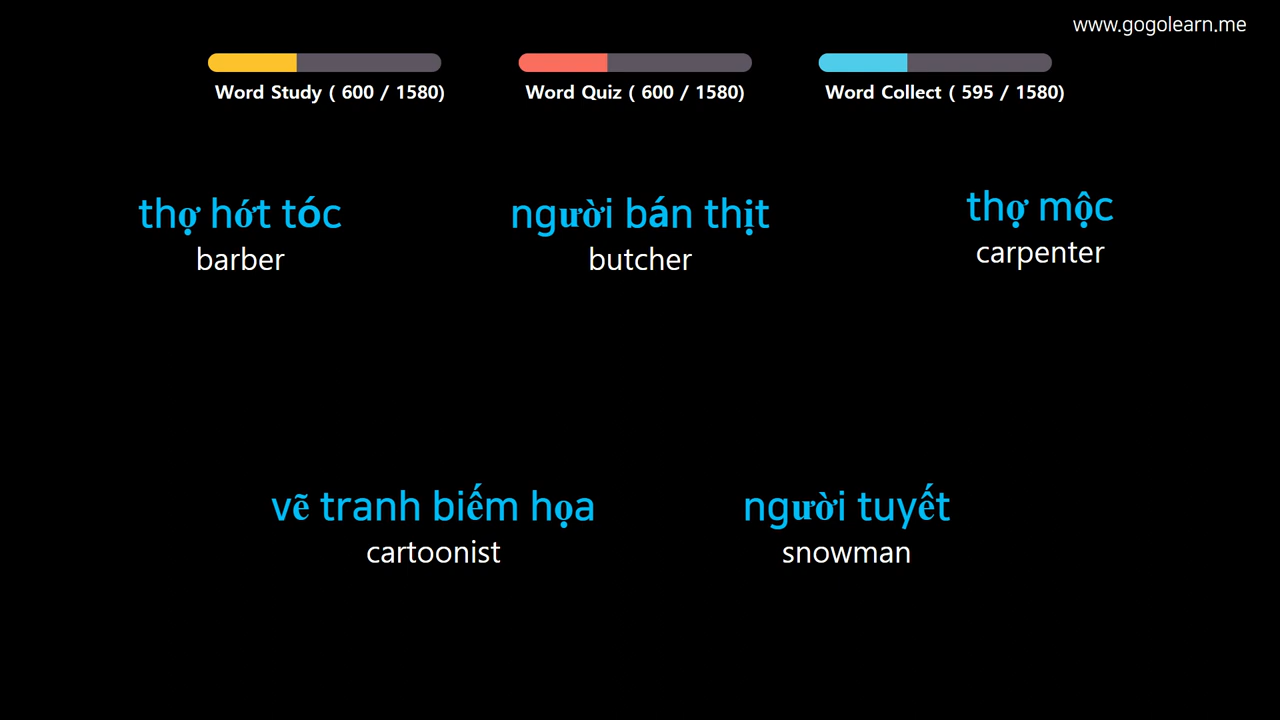 www.gogolearn.me
Word Study ( 600 / 1580)
Word Quiz ( 600 / 1580)
Word Collect ( 595 / 1580)
thợ hớt tóc
barber
người bán thịt
butcher
thợ mộc
carpenter
vẽ tranh biếm họa
cartoonist
người tuyết
snowman